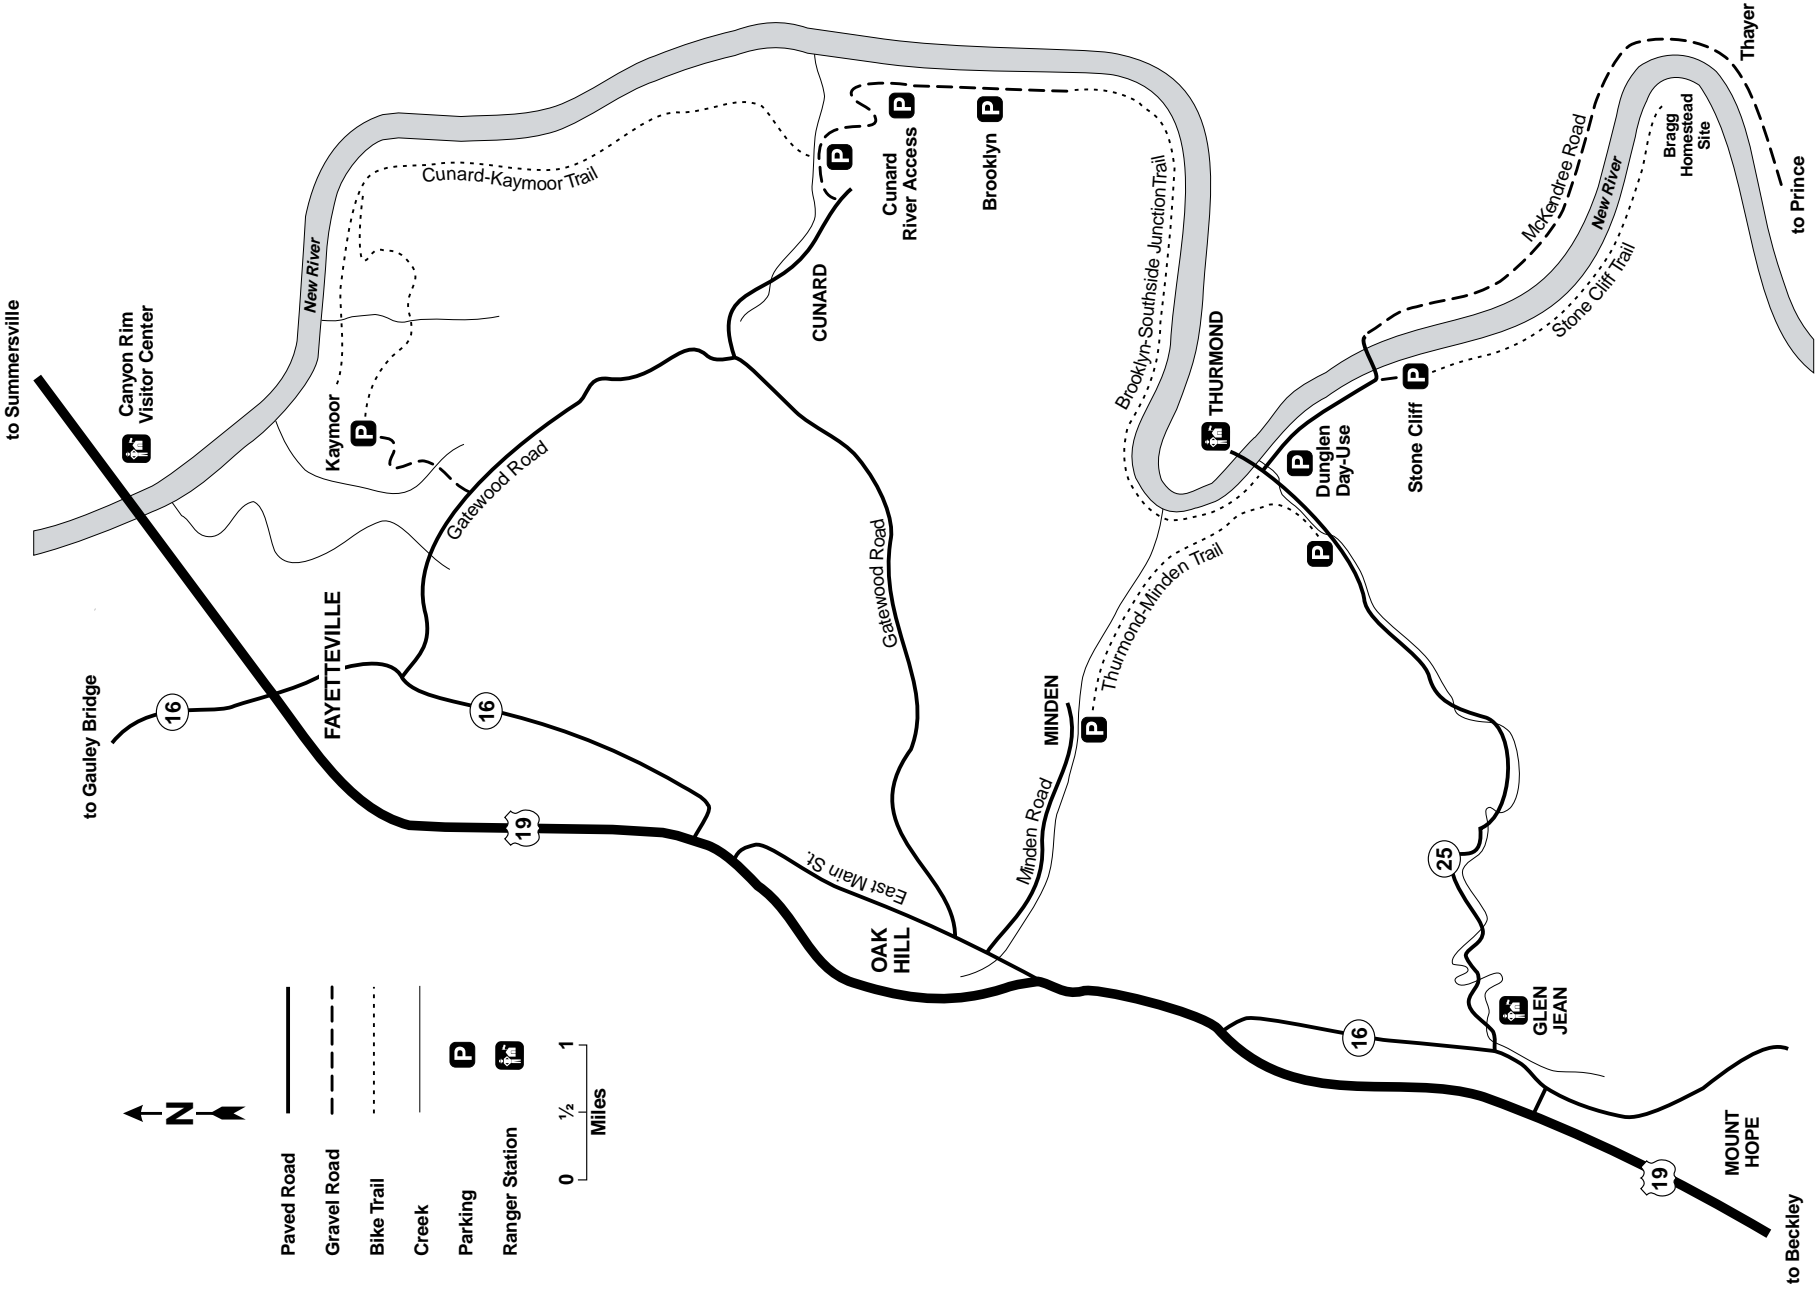 to Summersville
Canyon Rim
Visitor Center
New River
to Gauley Bridge
16
FAYETTEVILLE
Kaymoor
P
Cunard-Kaymoor Trail
Gatewood Road
16
19
East Main St.
OAK
HILL
Gatewood Road
CUNARD
P
Cunard
River Access
P
Brooklyn
P
Brooklyn-Southside Junction Trail
Minden Road
MINDEN
P
Thurmond-Minden Trail
THURMOND
P
Dunglen
Day-Use
P
Stone Cliff
P
Stone Cliff Trail
New River
McKendree Road
Bragg
Homestead
Site
Thayer
to Prince
25
16
GLEN
JEAN
MOUNT
HOPE
19
to Beckley
N
Paved Road
Gravel Road
Bike Trail
Creek
Parking
P
Ranger Station
0 ½ 1
Miles